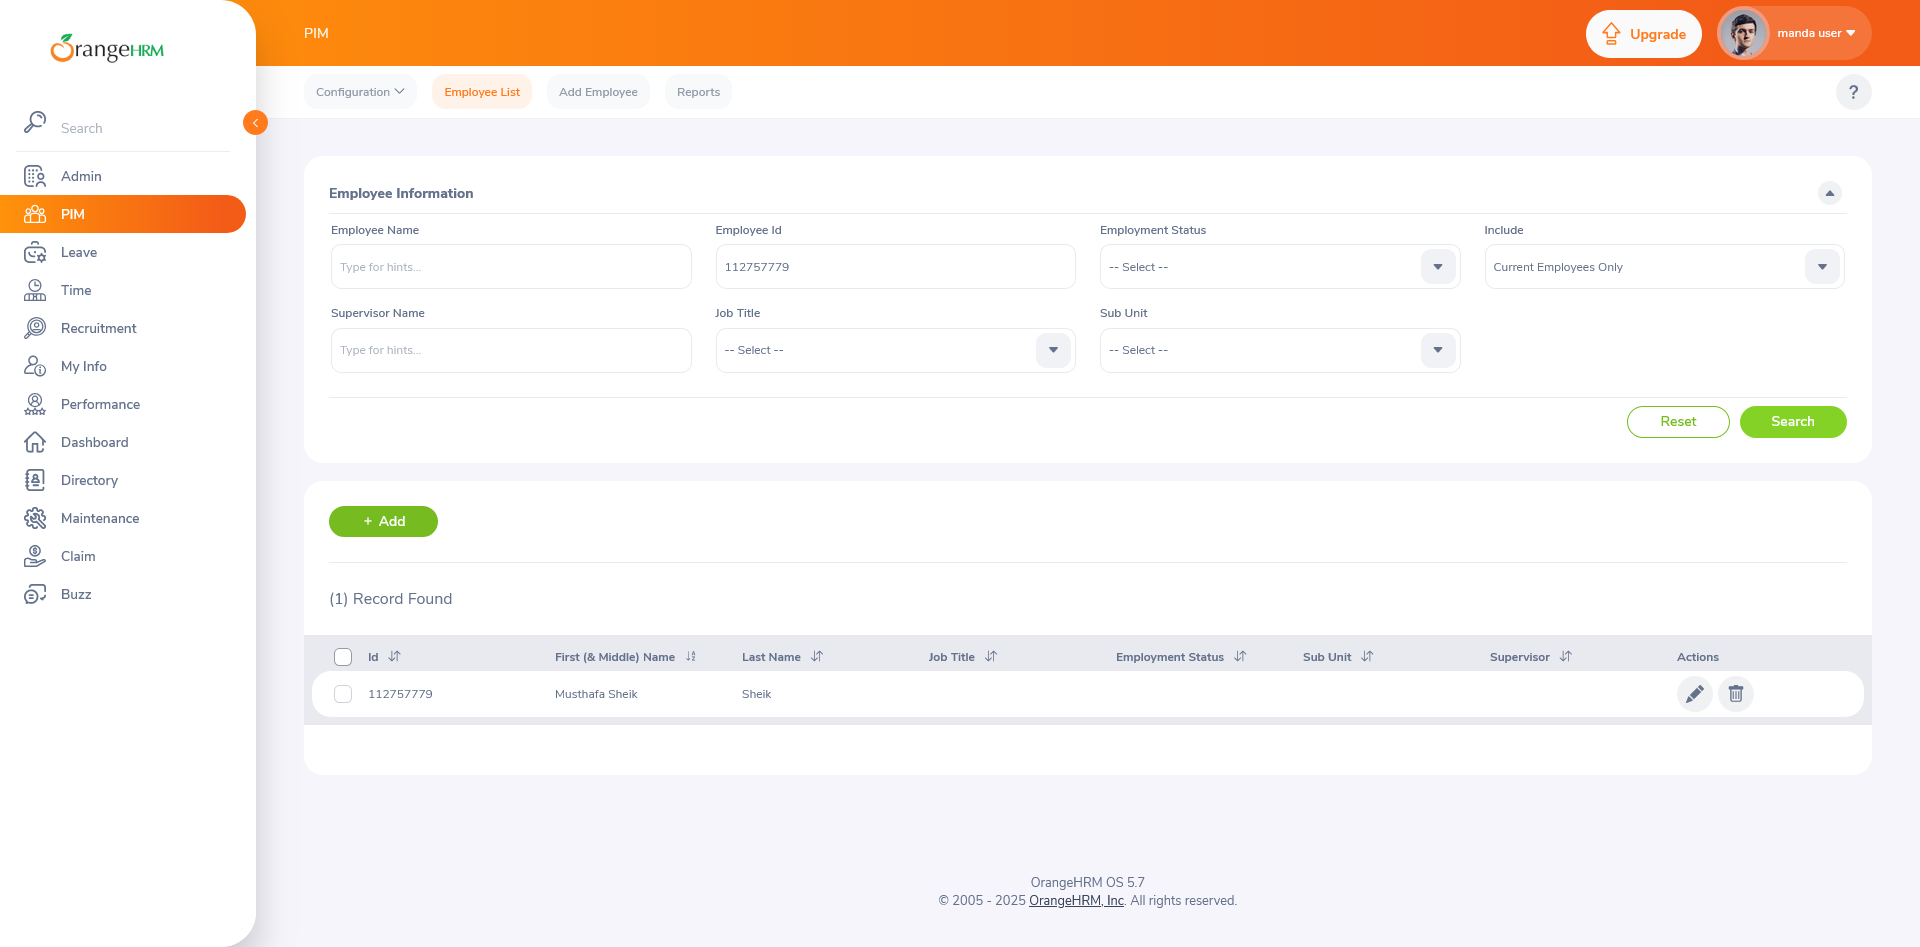 OrangeHRM
Search
Admin
PIM
Leave
Time
Recruitment
My Info
Performance
Dashboard
Directory
Maintenance
Claim
Buzz
PIM
Upgrade
manda user
Configuration
Employee List
Add Employee
Reports
?
Employee Information
Employee Name
Employee Id
Employment Status
Include
Type for hints...
112757779
-- Select --
Current Employees Only
Supervisor Name
Job Title
Sub Unit
Type for hints...
-- Select --
-- Select --
Reset
Search
+ Add
(1) Record Found
Id
First (& Middle) Name
Last Name
Job Title
Employment Status
Sub Unit
Supervisor
Actions
112757779
Musthafa Sheik
Sheik
OrangeHRM OS 5.7
© 2005 - 2025 OrangeHRM, Inc. All rights reserved.